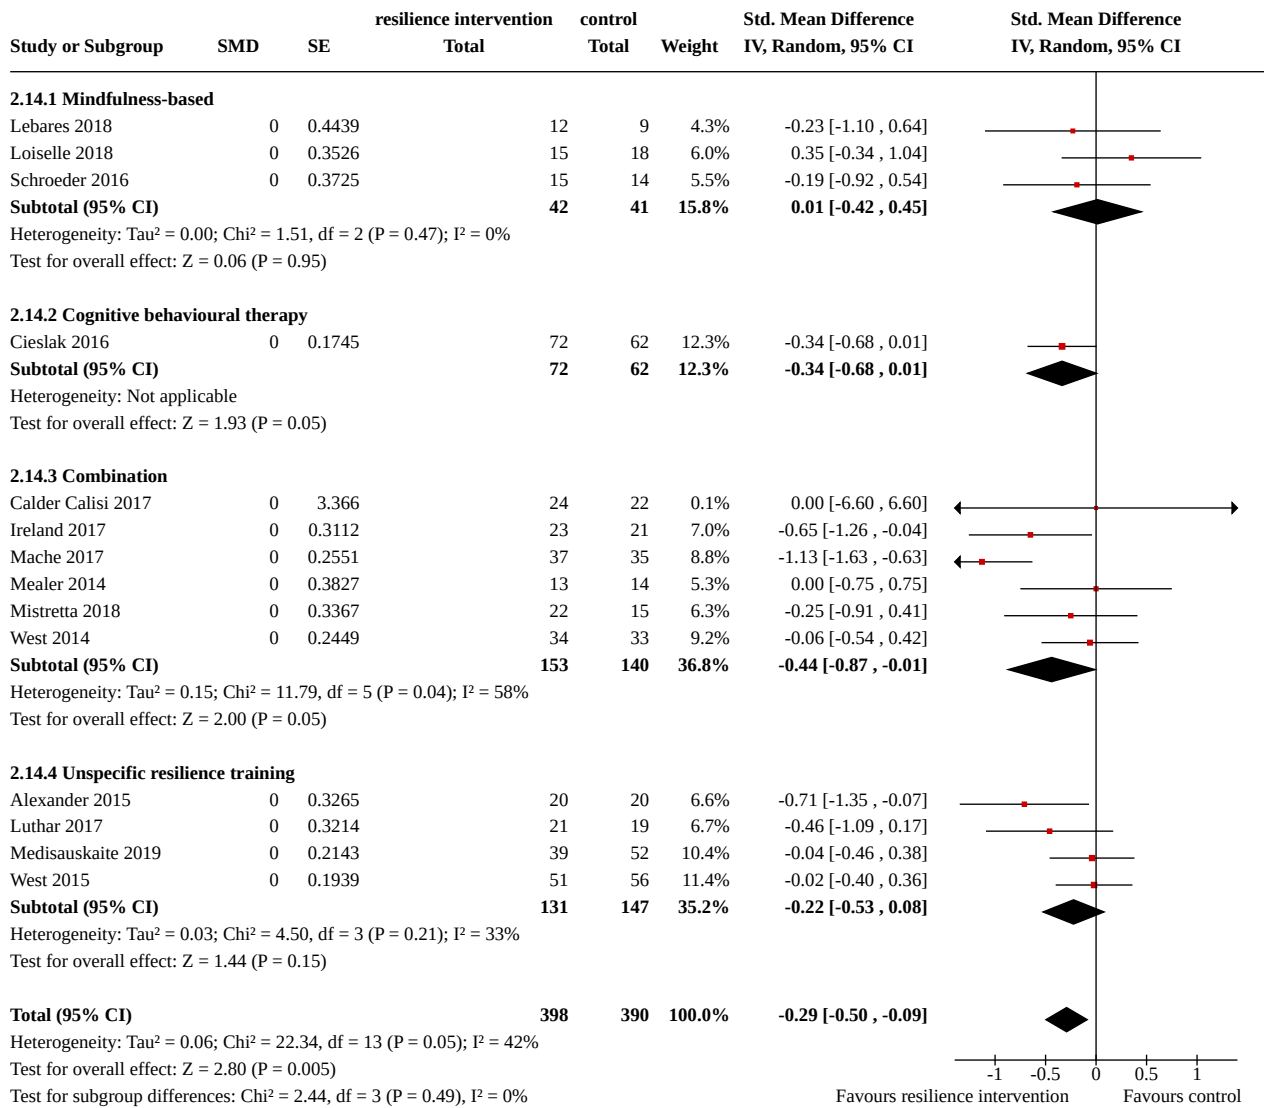 resilience intervention control Std. Mean Difference Std. Mean Difference
Study or Subgroup SMD SE Total Total Weight IV, Random, 95% CI IV, Random, 95% CI
2.14.1 Mindfulness-based
Lebares 2018 0 0.4439 12 9 4.3% -0.23 [-1.10 , 0.64]
Loiselle 2018 0 0.3526 15 18 6.0% 0.35 [-0.34 , 1.04]
Schroeder 2016 0 0.3725 15 14 5.5% -0.19 [-0.92 , 0.54]
Subtotal (95% CI) 42 41 15.8% 0.01 [-0.42 , 0.45]
Heterogeneity: Tau² = 0.00; Chi² = 1.51, df = 2 (P = 0.47); I² = 0%
Test for overall effect: Z = 0.06 (P = 0.95)
2.14.2 Cognitive behavioural therapy
Cieslak 2016 0 0.1745 72 62 12.3% -0.34 [-0.68 , 0.01]
Subtotal (95% CI) 72 62 12.3% -0.34 [-0.68 , 0.01]
Heterogeneity: Not applicable
Test for overall effect: Z = 1.93 (P = 0.05)
2.14.3 Combination
Calder Calisi 2017 0 3.366 24 22 0.1% 0.00 [-6.60 , 6.60]
Ireland 2017 0 0.3112 23 21 7.0% -0.65 [-1.26 , -0.04]
Mache 2017 0 0.2551 37 35 8.8% -1.13 [-1.63 , -0.63]
Mealer 2014 0 0.3827 13 14 5.3% 0.00 [-0.75 , 0.75]
Mistretta 2018 0 0.3367 22 15 6.3% -0.25 [-0.91 , 0.41]
West 2014 0 0.2449 34 33 9.2% -0.06 [-0.54 , 0.42]
Subtotal (95% CI) 153 140 36.8% -0.44 [-0.87 , -0.01]
Heterogeneity: Tau² = 0.15; Chi² = 11.79, df = 5 (P = 0.04); I² = 58%
Test for overall effect: Z = 2.00 (P = 0.05)
2.14.4 Unspecific resilience training
Alexander 2015 0 0.3265 20 20 6.6% -0.71 [-1.35 , -0.07]
Luthar 2017 0 0.3214 21 19 6.7% -0.46 [-1.09 , 0.17]
Medisauskaite 2019 0 0.2143 39 52 10.4% -0.04 [-0.46 , 0.38]
West 2015 0 0.1939 51 56 11.4% -0.02 [-0.40 , 0.36]
Subtotal (95% CI) 131 147 35.2% -0.22 [-0.53 , 0.08]
Heterogeneity: Tau² = 0.03; Chi² = 4.50, df = 3 (P = 0.21); I² = 33%
Test for overall effect: Z = 1.44 (P = 0.15)
Total (95% CI) 398 390 100.0% -0.29 [-0.50 , -0.09]
Heterogeneity: Tau² = 0.06; Chi² = 22.34, df = 13 (P = 0.05); I² = 42%
Test for overall effect: Z = 2.80 (P = 0.005)
-1 -0.5 0 0.5 1
Test for subgroup differences: Chi² = 2.44, df = 3 (P = 0.49), I² = 0% Favours resilience intervention Favours control